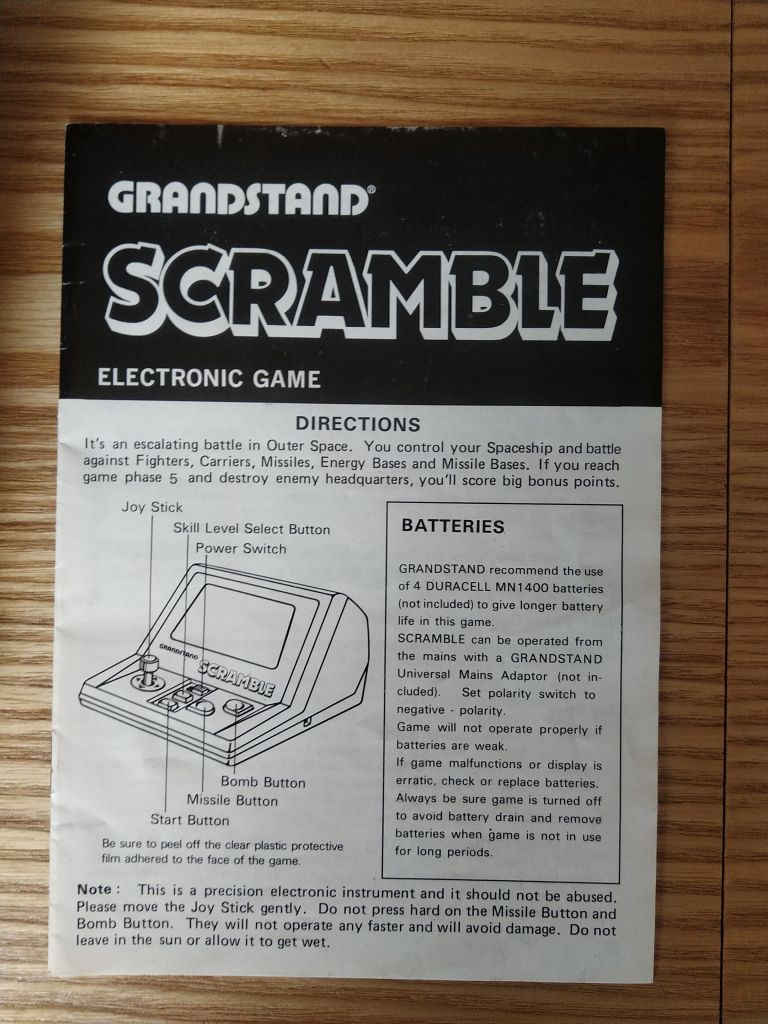 GRANDSTAND®
SCRAMBLE
ELECTRONIC GAME
DIRECTIONS
It's an escalating battle in Outer Space. You control your Spaceship and battle
against Fighters, Carriers, Missiles, Energy Bases and Missile Bases. If you reach
game phase 5 and destroy enemy headquarters, you'll score big bonus points.
Joy Stick
Skill Level Select Button
Power Switch
GRANDSTAND
SCRAMBLE
Bomb Button
Missile Button
Start Button
Be sure to peel off the clear plastic protective
film adhered to the face of the game.
BATTERIES
GRANDSTAND recommend the use
of 4 DURACELL MN1400 batteries
(not included) to give longer battery
life in this game.
SCRAMBLE can be operated from
the mains with a GRANDSTAND
Universal Mains Adaptor (not in-
cluded). Set polarity switch to
negative - polarity.
Game will not operate properly if
batteries are weak.
If game malfunctions or display is
erratic, check or replace batteries.
Always be sure game is turned off
to avoid battery drain and remove
batteries when game is not in use
for long periods.
Note : This is a precision electronic instrument and it should not be abused.
Please move the Joy Stick gently. Do not press hard on the Missile Button and
Bomb Button. They will not operate any faster and will avoid damage. Do not
leave in the sun or allow it to get wet.